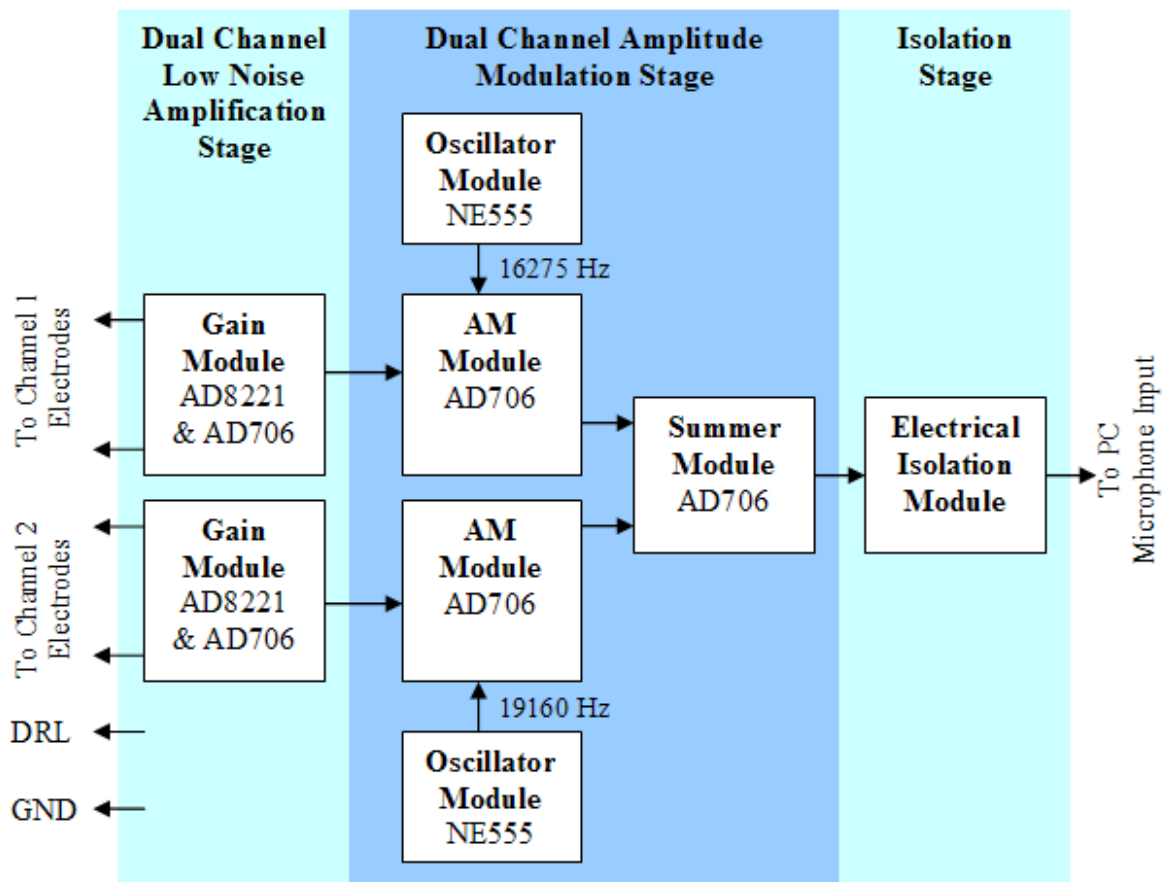 Dual Channel
Low Noise
Amplification
Stage
Dual Channel Amplitude
Modulation Stage
Isolation
Stage
Oscillator
Module
NE555
16275 Hz
To Channel 1
Electrodes
Gain
Module
AD8221
& AD706
AM
Module
AD706
Summer
Module
AD706
Electrical
Isolation
Module
To PC
Microphone Input
To Channel 2
Electrodes
Gain
Module
AD8221
& AD706
AM
Module
AD706
19160 Hz
DRL
GND
Oscillator
Module
NE555